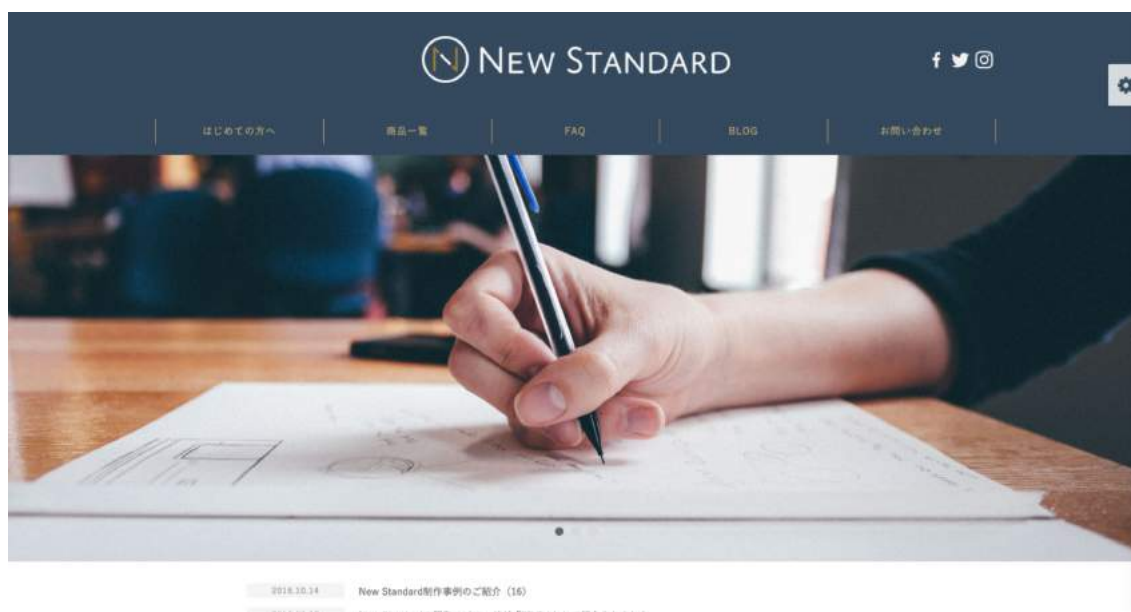 NEW STANDARD
はじめての方へ
商品一覧
FAQ
BLOG
お問い合わせ
2018.10.14 New Standard制作事例のご紹介（16）